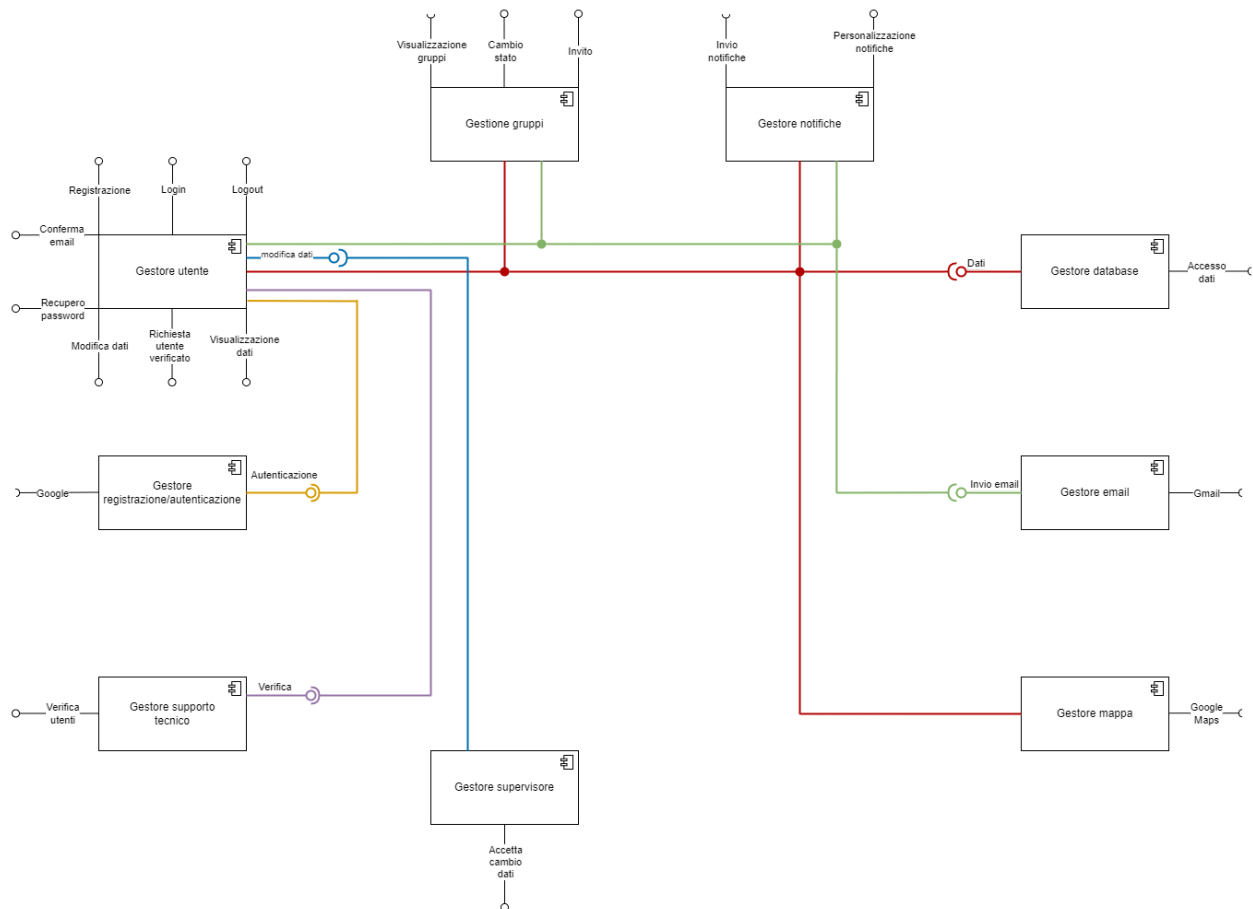 Visualizzazione
gruppi
Cambio
stato
Invito
Invio
notifiche
Personalizzazione
notifiche
Gestione gruppi
Gestore notifiche
Registrazione
Login
Logout
Conferma
email
modifica dati
Gestore utente
Dati
Gestore database
Accesso
dati
Recupero
password
Modifica dati
Richiesta
utente
verificato
Visualizzazione
dati
Google
Gestore
registrazione/autenticazione
Autenticazione
Invio email
Gestore email
Gmail
Verifica
utenti
Gestore supporto
tecnico
Verifica
Gestore mappa
Google
Maps
Gestore supervisore
Accetta
cambio
dati